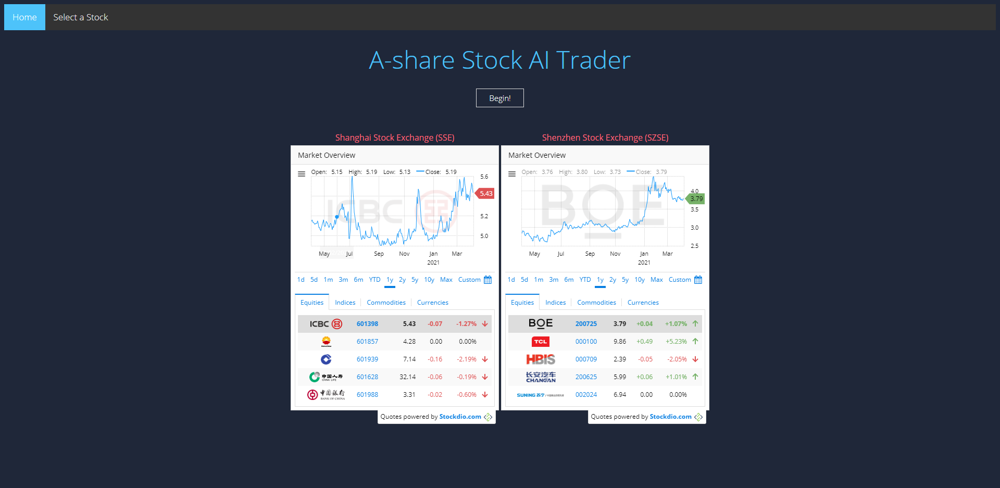 Home Select a Stock
A-share Stock AI Trader
Begin!
Shanghai Stock Exchange (SSE)
Market Overview
Open: 5.15 High: 5.19 Low: 5.13 Close: 5.19
ICBC
5.6
5.43
5.2
5.0
May Jul Sep Nov Jan Mar
2021
1d 5d 1m 3m 6m YTD 1y 2y 5y 10y Max Custom
Equities Indices Commodities Currencies
ICBC 601398 5.43 -0.07 -1.27%
PetroChina 601857 4.28 0.00 0.00%
601939 7.14 -0.16 -2.19%
中国人寿 CHINA LIFE 601628 32.14 -0.06 -0.19%
中国银行 BANK OF CHINA 601988 3.31 -0.02 -0.60%
Quotes powered by Stockdio.com
Shenzhen Stock Exchange (SZSE)
Market Overview
Open: 3.76 High: 3.80 Low: 3.73 Close: 3.79
BOE
4.0
3.79
3.5
3.0
2.5
May Jul Sep Nov Jan Mar
2021
1d 5d 1m 3m 6m YTD 1y 2y 5y 10y Max Custom
Equities Indices Commodities Currencies
BOE 200725 3.79 +0.04 +1.07%
TCL 000100 9.86 +0.49 +5.23%
HBIS 000709 2.39 -0.05 -2.05%
长安汽车 CHANGAN 200625 5.99 +0.06 +1.01%
SUNING 苏宁 002024 6.94 0.00 0.00%
Quotes powered by Stockdio.com